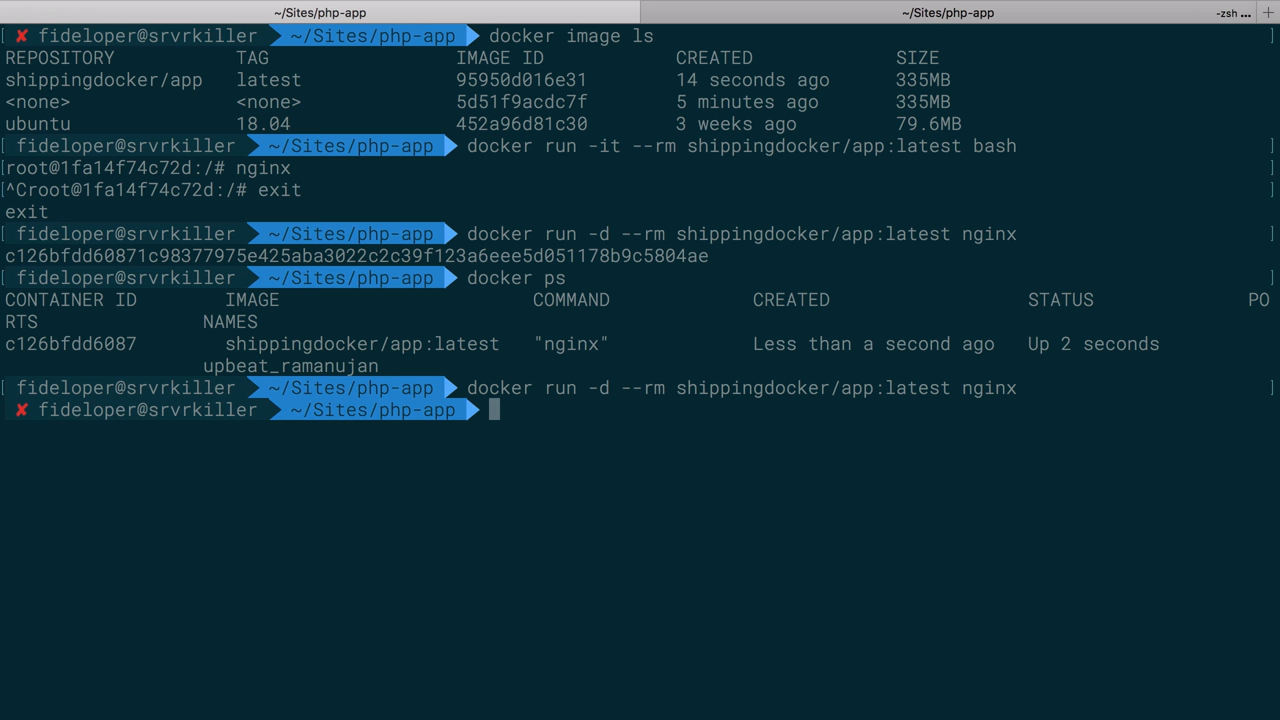 ~/Sites/php-app ~/Sites/php-app -zsh ... +
[ ✘ fideloper@srvrkiller ~/Sites/php-app docker image ls ]
REPOSITORY TAG IMAGE ID CREATED SIZE
shippingdocker/app latest 95950d016e31 14 seconds ago 335MB
<none> <none> 5d51f9acdc7f 5 minutes ago 335MB
ubuntu 18.04 452a96d81c30 3 weeks ago 79.6MB
[ fideloper@srvrkiller ~/Sites/php-app docker run -it --rm shippingdocker/app:latest bash ]
[root@1fa14f74c72d:/# nginx ]
[^Croot@1fa14f74c72d:/# exit ]
exit
[ fideloper@srvrkiller ~/Sites/php-app docker run -d --rm shippingdocker/app:latest nginx ]
c126bfdd60871c98377975e425aba3022c2c39f123a6eee5d051178b9c5804ae
[ fideloper@srvrkiller ~/Sites/php-app docker ps ]
CONTAINER ID IMAGE COMMAND CREATED STATUS PO
RTS NAMES
c126bfdd6087 shippingdocker/app:latest "nginx" Less than a second ago Up 2 seconds
upbeat_ramanujan
[ fideloper@srvrkiller ~/Sites/php-app docker run -d --rm shippingdocker/app:latest nginx ]
✘ fideloper@srvrkiller ~/Sites/php-app